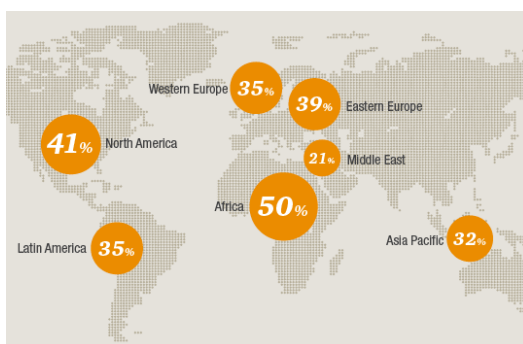 Western Europe 35%
39% Eastern Europe
41% North America
21% Middle East
Africa 50%
Asia Pacific 32%
Latin America 35%